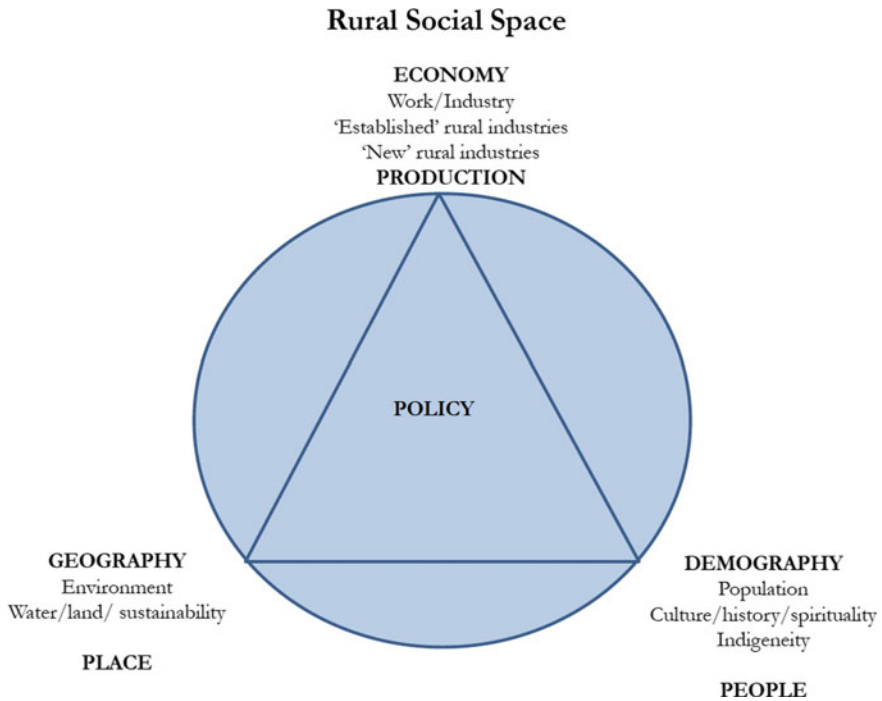 Rural Social Space
ECONOMY
Work/Industry
‘Established’ rural industries
‘New’ rural industries
PRODUCTION
POLICY
GEOGRAPHY
Environment
Water/land/ sustainability
PLACE
DEMOGRAPHY
Population
Culture/history/spirituality
Indigeneity
PEOPLE